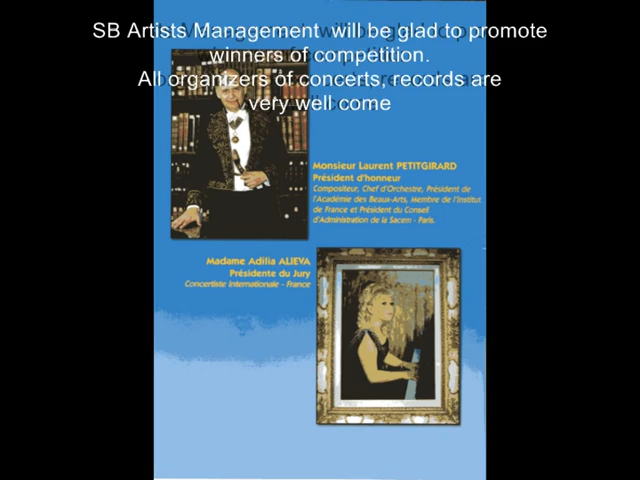 SB Artists Management will be glad to promote
winners of competition.
All organizers of concerts, records are
very well come
Monsieur Laurent PETITGIRARD
Président d'honneur
Compositeur, Chef d'Orchestre, Président de
l'Académie des Beaux-Arts, Membre de l'Institut
de France et Président du Conseil
d'Administration de la Sacem - Paris.
Madame Adilia ALIEVA
Présidente du Jury
Concertiste Internationale - France